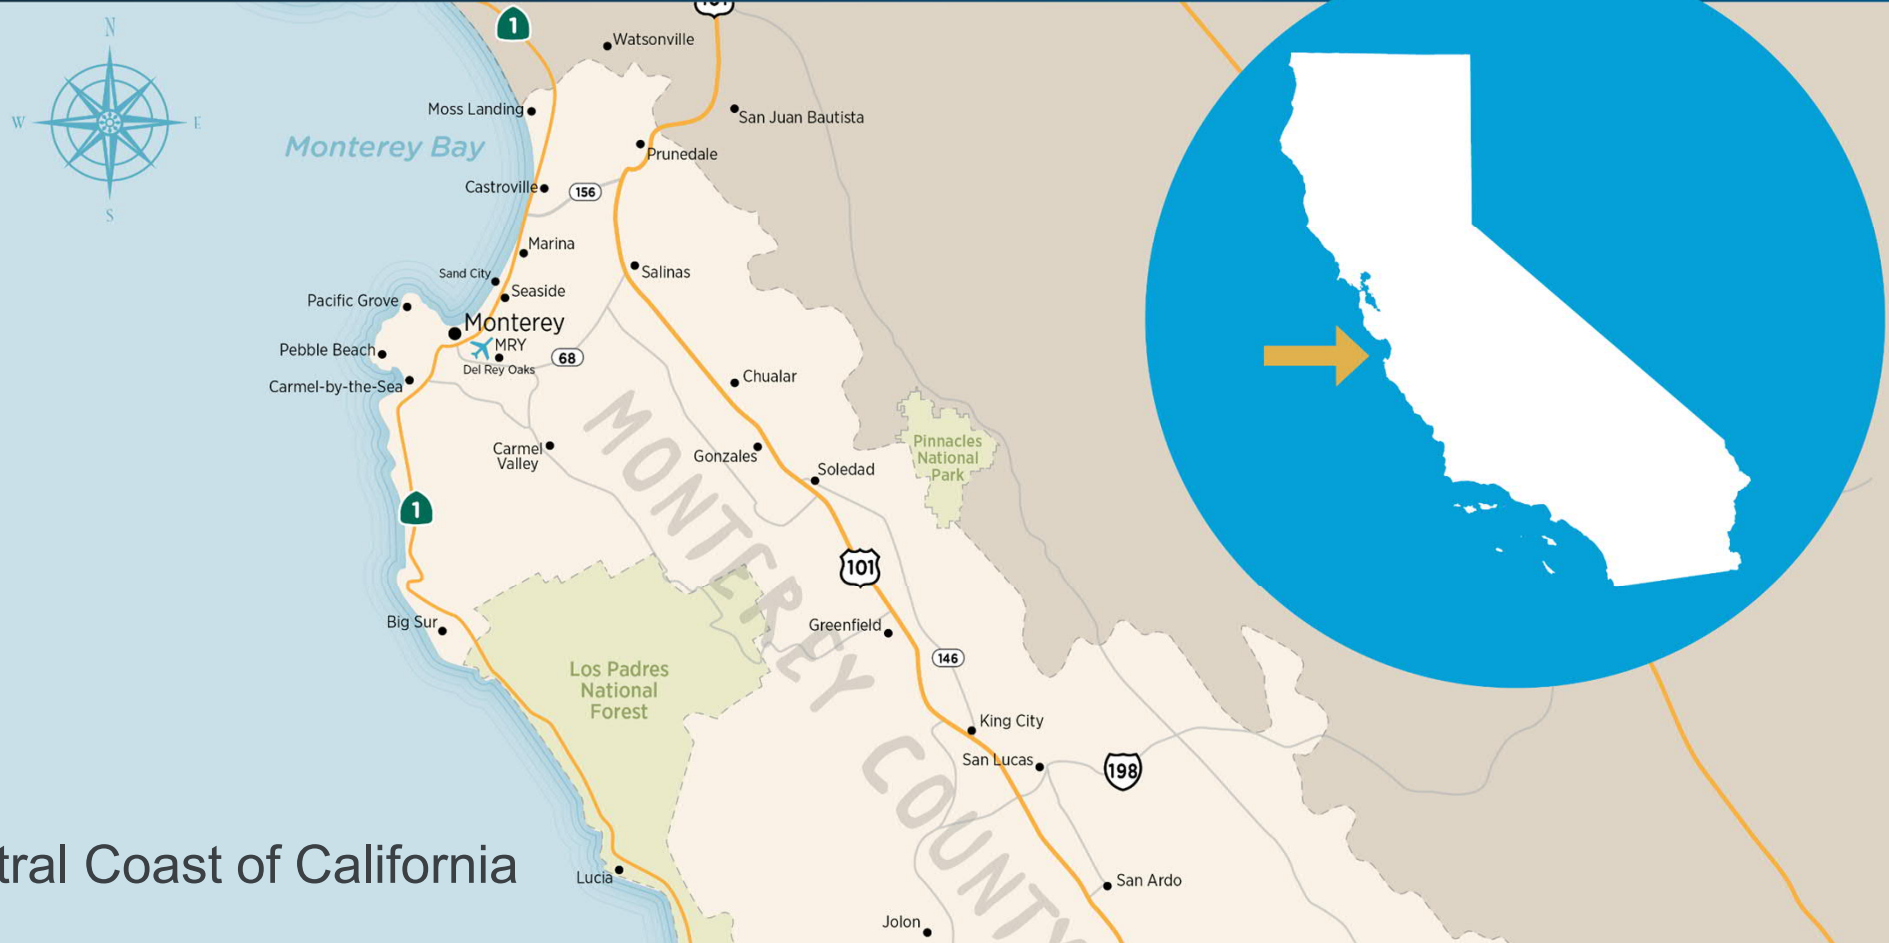 N
W
E
S
1
101
Watsonville
Moss Landing
San Juan Bautista
Monterey Bay
Prunedale
Castroville
156
Marina
Sand City
Salinas
Seaside
Pacific Grove
Monterey
MRY
Pebble Beach
68
Del Rey Oaks
Carmel-by-the-Sea
Chualar
MONTEREY COUNTY
Carmel
Valley
Gonzales
Pinnacles
National
Park
Soledad
1
101
Big Sur
Greenfield
146
Los Padres
National
Forest
King City
San Lucas
198
tral Coast of California
Lucia
San Ardo
Jolon